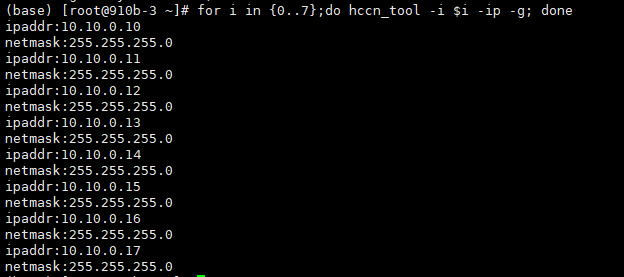 (base) [root@910b-3 ~]# for i in {0..7};do hccn_tool -i $i -ip -g; done
ipaddr:10.10.0.10
netmask:255.255.255.0
ipaddr:10.10.0.11
netmask:255.255.255.0
ipaddr:10.10.0.12
netmask:255.255.255.0
ipaddr:10.10.0.13
netmask:255.255.255.0
ipaddr:10.10.0.14
netmask:255.255.255.0
ipaddr:10.10.0.15
netmask:255.255.255.0
ipaddr:10.10.0.16
netmask:255.255.255.0
ipaddr:10.10.0.17
netmask:255.255.255.0